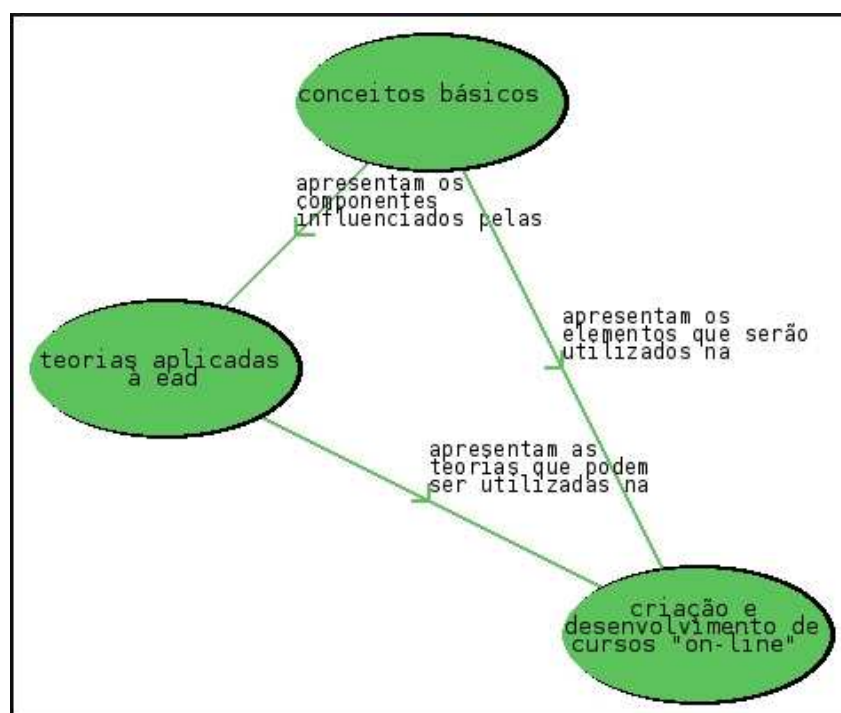 conceitos básicos
apresentam os
componentes
influenciados pelas
apresentam os
elementos que serão
utilizados na
teorias aplicadas
à ead
apresentam as
teorias que podem
ser utilizadas na
criação e
desenvolvimento de
cursos "on-line"